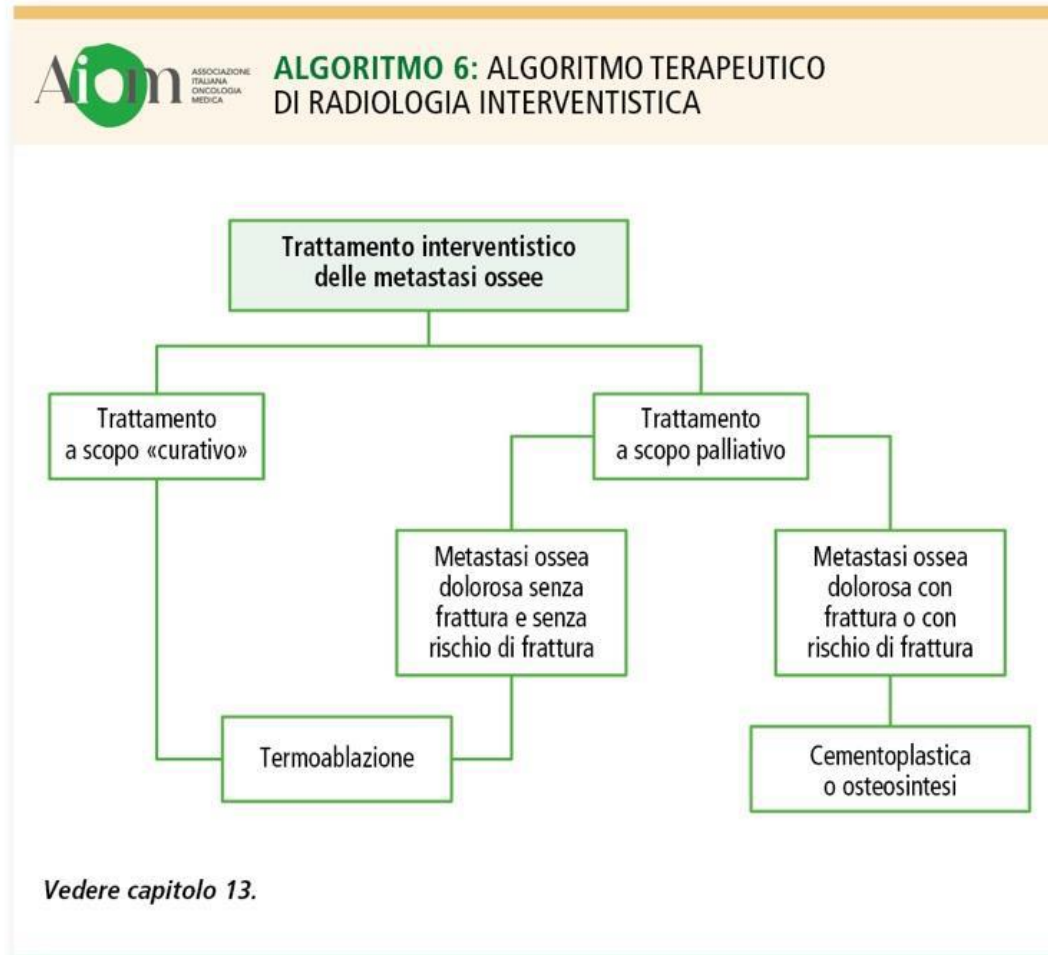 Aiom
ASSOCIAZIONE
ITALIANA
ONCOLOGIA
MEDICA
ALGORITMO 6: ALGORITMO TERAPEUTICO
DI RADIOLOGIA INTERVENTISTICA
Trattamento interventistico
delle metastasi ossee
Trattamento
a scopo «curativo»
Trattamento
a scopo palliativo
Metastasi ossea
dolorosa senza
frattura e senza
rischio di frattura
Metastasi ossea
dolorosa con
frattura o con
rischio di frattura
Termoablazione
Cementoplastica
o osteosintesi
Vedere capitolo 13.